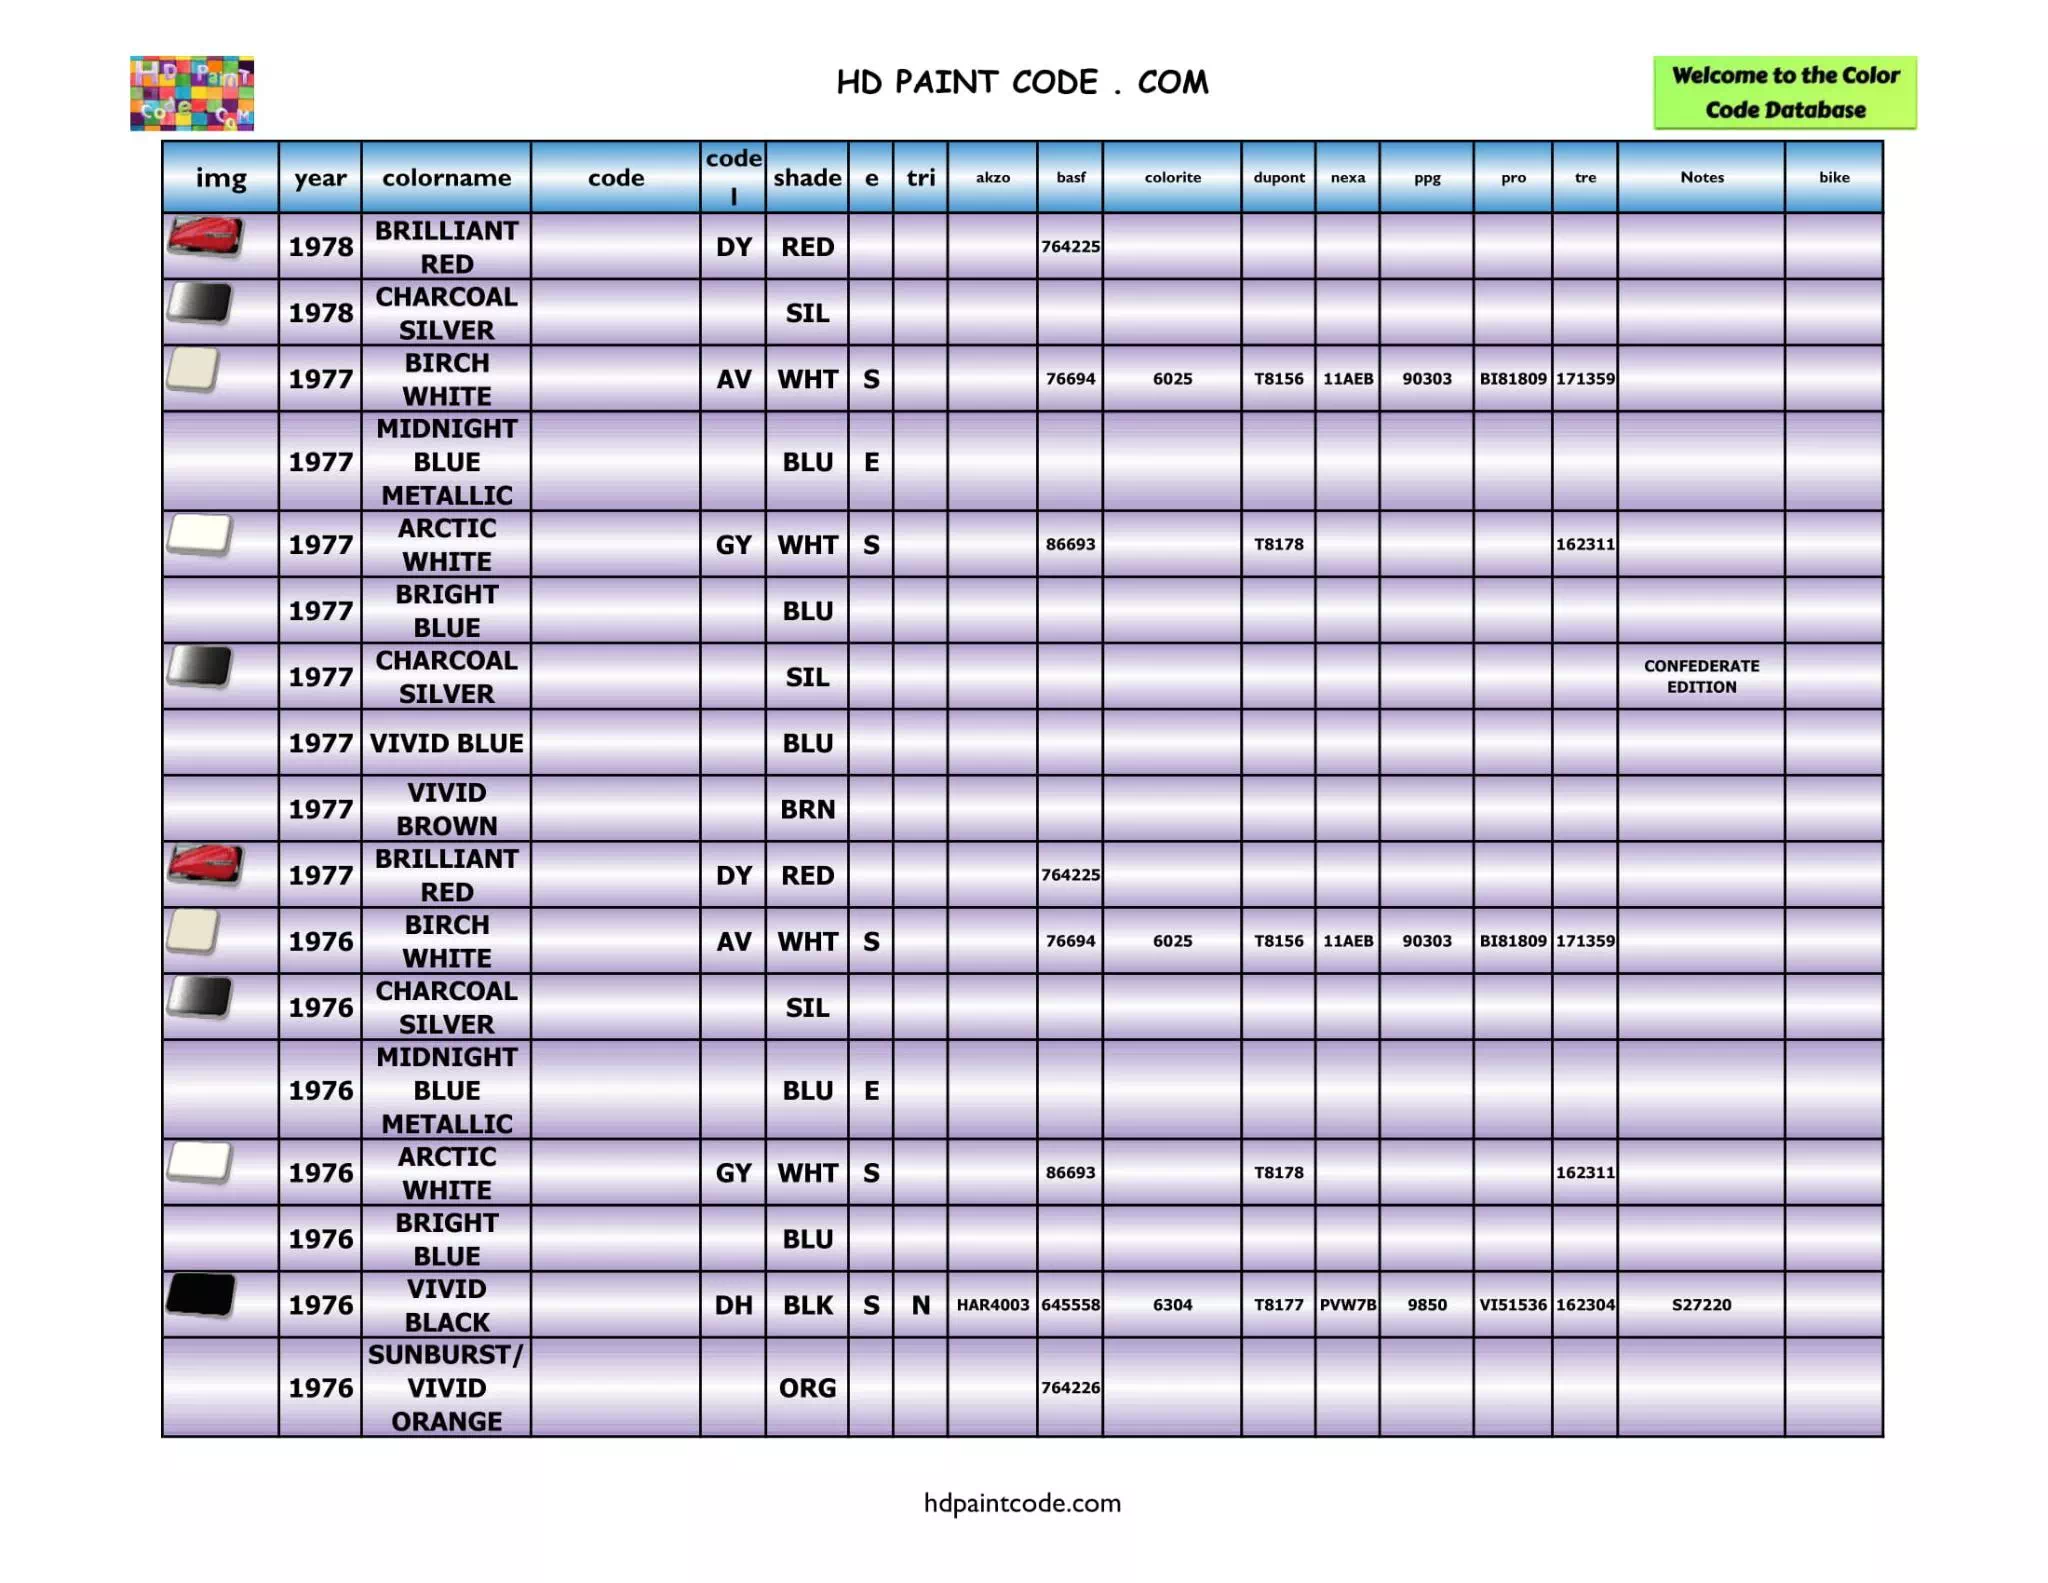 HD Paint Code CoM
HD PAINT CODE . COM
Welcome to the Color
Code Database
img year colorname code code l shade e tri akzo basf colorite dupont nexa ppg pro tre Notes bike
1978 BRILLIANT RED DY RED 764225
1978 CHARCOAL SILVER SIL
1977 BIRCH WHITE AV WHT S 76694 6025 T8156 11AEB 90303 BI81809 171359
1977 MIDNIGHT BLUE METALLIC BLU E
1977 ARCTIC WHITE GY WHT S 86693 T8178 162311
1977 BRIGHT BLUE BLU
1977 CHARCOAL SILVER SIL CONFEDERATE EDITION
1977 VIVID BLUE BLU
1977 VIVID BROWN BRN
1977 BRILLIANT RED DY RED 764225
1976 BIRCH WHITE AV WHT S 76694 6025 T8156 11AEB 90303 BI81809 171359
1976 CHARCOAL SILVER SIL
1976 MIDNIGHT BLUE METALLIC BLU E
1976 ARCTIC WHITE GY WHT S 86693 T8178 162311
1976 BRIGHT BLUE BLU
1976 VIVID BLACK DH BLK S N HAR4003 645558 6304 T8177 PVW7B 9850 VI51536 162304 S27220
1976 SUNBURST/ VIVID ORANGE ORG 764226
hdpaintcode.com